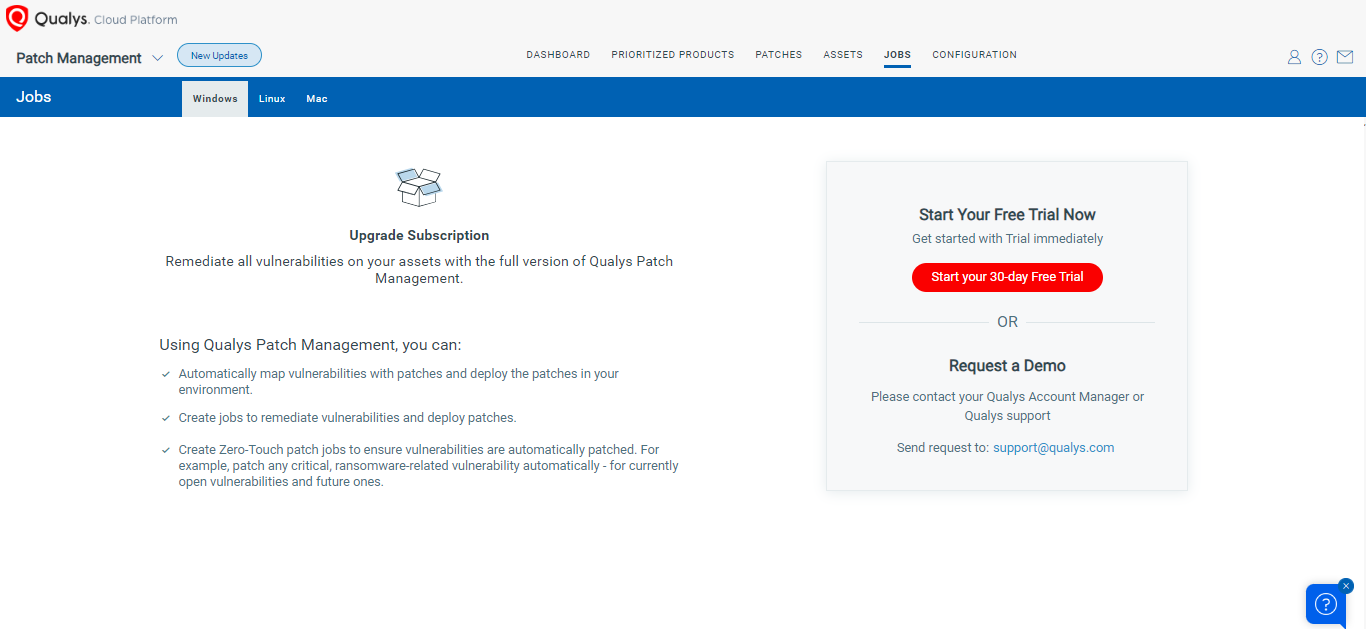 Qualys. Cloud Platform
Patch Management
New Updates
DASHBOARD
PRIORITIZED PRODUCTS
PATCHES
ASSETS
JOBS
CONFIGURATION
Jobs
Windows
Linux
Mac
Upgrade Subscription
Remediate all vulnerabilities on your assets with the full version of Qualys Patch
Management.
Using Qualys Patch Management, you can:
Automatically map vulnerabilities with patches and deploy the patches in your
environment.
Create jobs to remediate vulnerabilities and deploy patches.
Create Zero-Touch patch jobs to ensure vulnerabilities are automatically patched. For
example, patch any critical, ransomware-related vulnerability automatically - for currently
open vulnerabilities and future ones.
Start Your Free Trial Now
Get started with Trial immediately
Start your 30-day Free Trial
OR
Request a Demo
Please contact your Qualys Account Manager or
Qualys support
Send request to: support@qualys.com